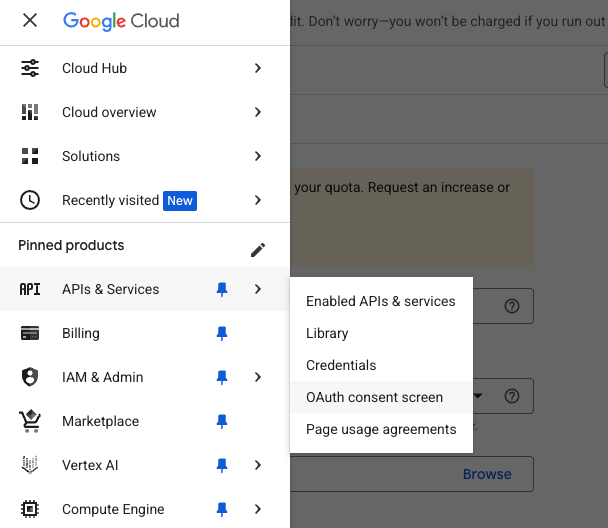 Google Cloud
dit. Don't worry—you won't be charged if you run out
Cloud Hub
Cloud overview
Solutions
Recently visited New
your quota. Request an increase or
Pinned products
API APIs & Services
Billing
IAM & Admin
Marketplace
Vertex AI
Compute Engine
Enabled APIs & services
Library
Credentials
OAuth consent screen
Page usage agreements
Browse